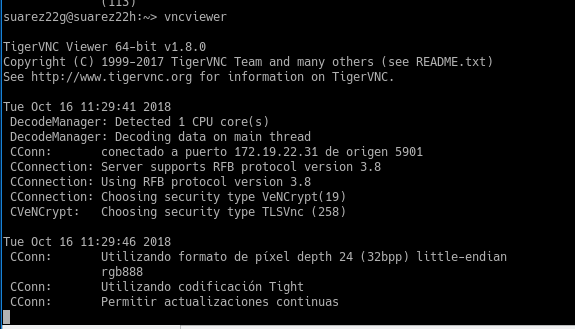 (113)
suarez22g@suarez22h:~> vncviewer
TigerVNC Viewer 64-bit v1.8.0
Copyright (C) 1999-2017 TigerVNC Team and many others (see README.txt)
See http://www.tigervnc.org for information on TigerVNC.
Tue Oct 16 11:29:41 2018
DecodeManager: Detected 1 CPU core(s)
DecodeManager: Decoding data on main thread
CConn: conectado a puerto 172.19.22.31 de origen 5901
CConnection: Server supports RFB protocol version 3.8
CConnection: Using RFB protocol version 3.8
CConnection: Choosing security type VeNCrypt(19)
CVeNCrypt: Choosing security type TLSVnc (258)
Tue Oct 16 11:29:46 2018
CConn: Utilizando formato de píxel depth 24 (32bpp) little-endian
rgb888
CConn: Utilizando codificación Tight
CConn: Permitir actualizaciones continuas